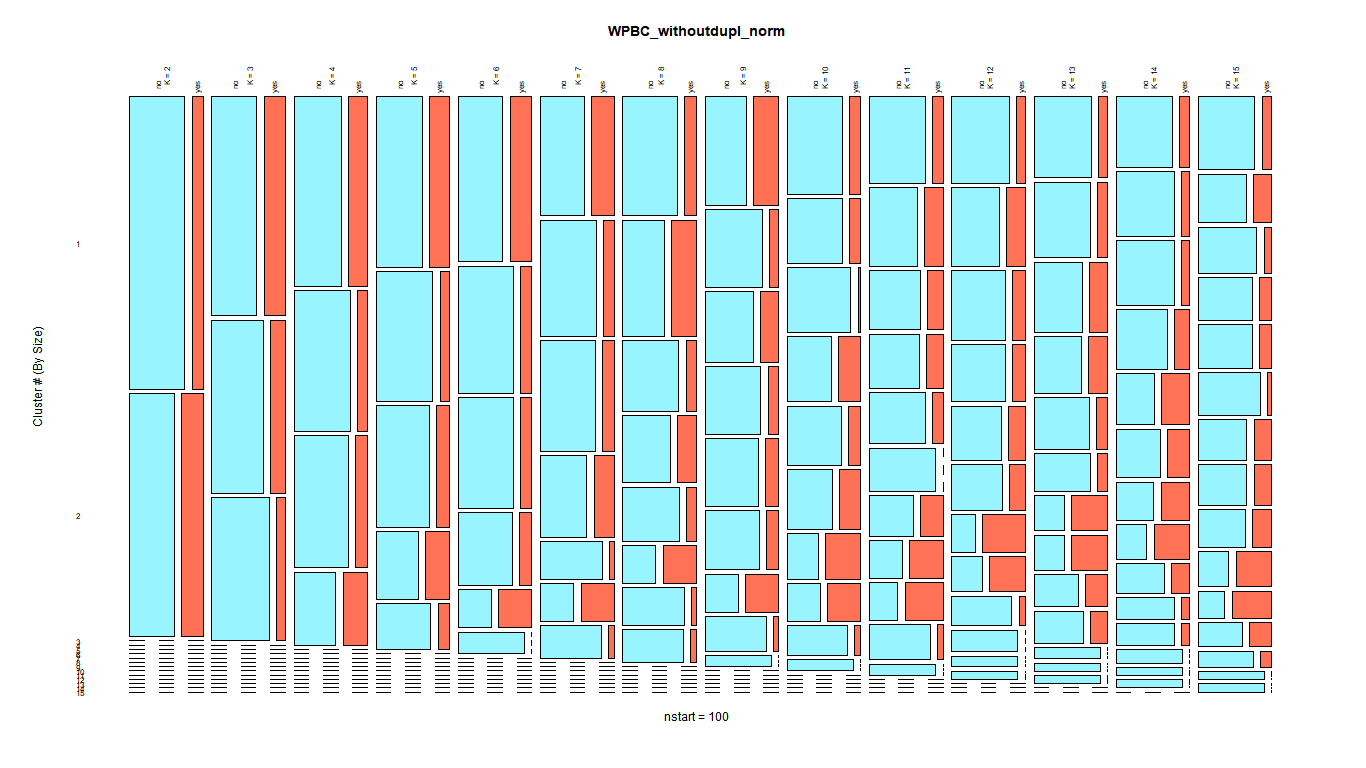 WPBC_withoutdupl_norm
no yes
K = 2
no yes
K = 3
no yes
K = 4
no yes
K = 5
no yes
K = 6
no yes
K = 7
no yes
K = 8
no yes
K = 9
no yes
K = 10
no yes
K = 11
no yes
K = 12
no yes
K = 13
no yes
K = 14
no yes
K = 15
Cluster # (By Size)
1
2
3
15
nstart = 100